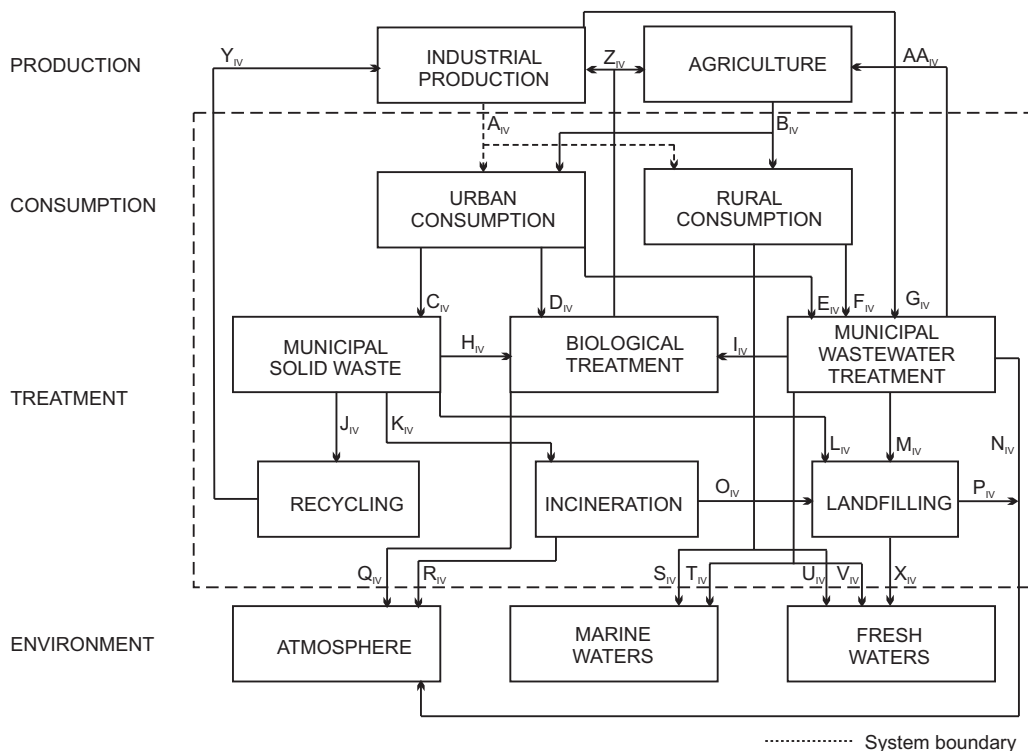 Y_IV
INDUSTRIAL
PRODUCTION
Z_IV
AGRICULTURE
AA_IV
PRODUCTION
A_IV
B_IV
CONSUMPTION
URBAN
CONSUMPTION
RURAL
CONSUMPTION
C_IV
D_IV
E_IV
F_IV
G_IV
MUNICIPAL
SOLID WASTE
H_IV
BIOLOGICAL
TREATMENT
I_IV
MUNICIPAL
WASTEWATER
TREATMENT
TREATMENT
J_IV
K_IV
L_IV
M_IV
N_IV
RECYCLING
INCINERATION
O_IV
LANDFILLING
P_IV
Q_IV
R_IV
S_IV
T_IV
U_IV
V_IV
X_IV
ENVIRONMENT
ATMOSPHERE
MARINE
WATERS
FRESH
WATERS
System boundary